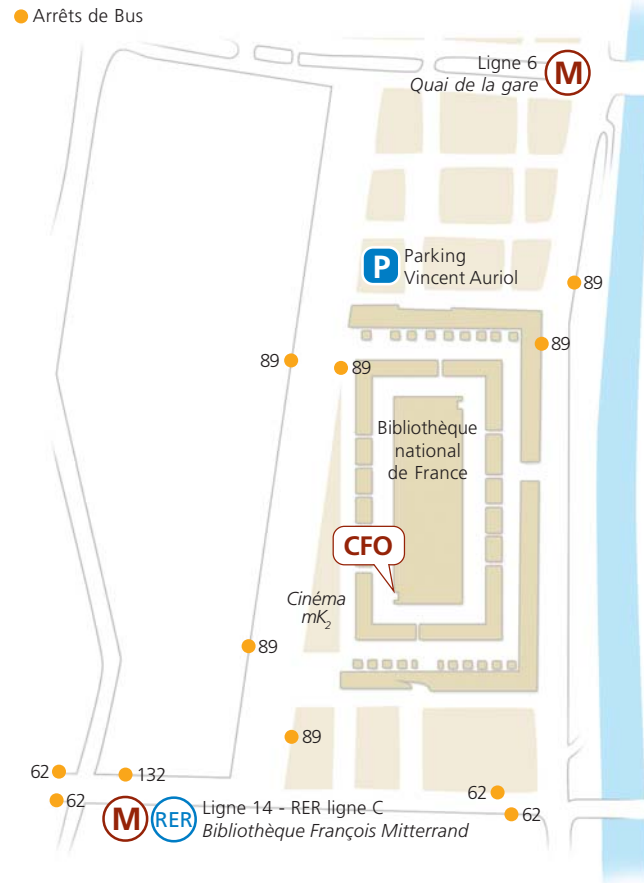 Arrêts de Bus
Ligne 6
Quai de la gare
M
P
Parking
Vincent Auriol
89
89
89
89
Bibliothèque
national
de France
CFO
Cinéma
mK2
89
89
62
132
62
62
62
M
RER
Ligne 14 - RER ligne C
Bibliothèque François Mitterrand